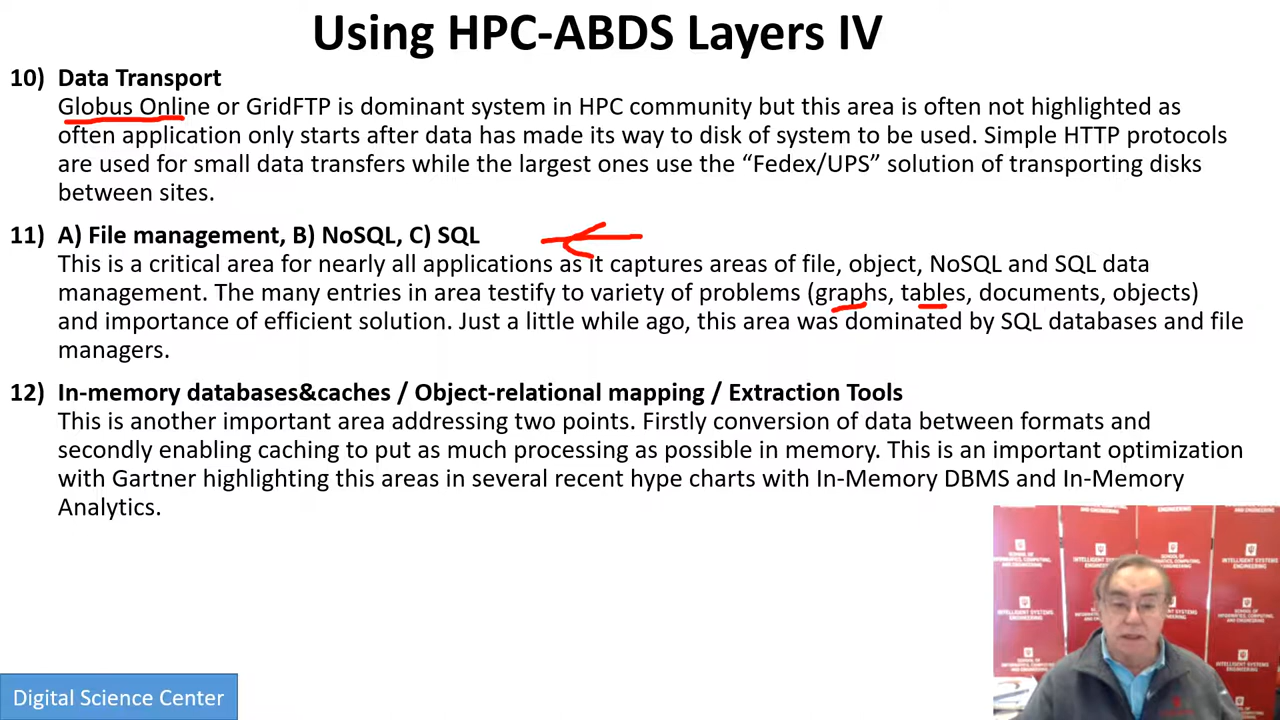 Using HPC-ABDS Layers IV
10) Data Transport
Globus Online or GridFTP is dominant system in HPC community but this area is often not highlighted as
often application only starts after data has made its way to disk of system to be used. Simple HTTP protocols
are used for small data transfers while the largest ones use the “Fedex/UPS” solution of transporting disks
between sites.
11) A) File management, B) NoSQL, C) SQL
This is a critical area for nearly all applications as it captures areas of file, object, NoSQL and SQL data
management. The many entries in area testify to variety of problems (graphs, tables, documents, objects)
and importance of efficient solution. Just a little while ago, this area was dominated by SQL databases and file
managers.
12) In-memory databases&caches / Object-relational mapping / Extraction Tools
This is another important area addressing two points. Firstly conversion of data between formats and
secondly enabling caching to put as much processing as possible in memory. This is an important optimization
with Gartner highlighting this areas in several recent hype charts with In-Memory DBMS and In-Memory
Analytics.
INTELLIGENT SYSTEMS
ENGINEERING
Digital Science Center